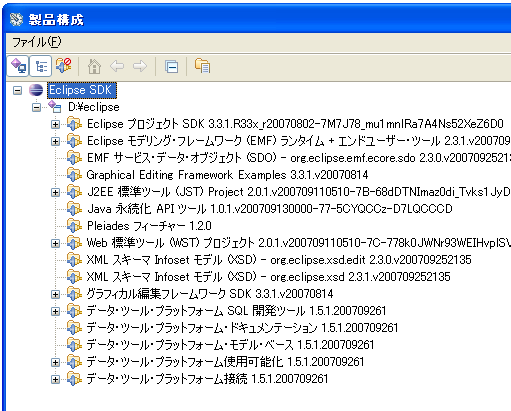 製品構成
ファイル(F)
Eclipse SDK
D:¥eclipse
Eclipse プロジェクト SDK 3.3.1.R33x_r20070802-7M7J78_mu1mnIRa7A4Ns52XeZ6D0
Eclipse モデリング・フレームワーク (EMF) ランタイム + エンドユーザー・ツール 2.3.1.v200709
EMF サービス・データ・オブジェクト (SDO) - org.eclipse.emf.ecore.sdo 2.3.0.v20070925213
Graphical Editing Framework Examples 3.3.1.v20070814
J2EE 標準ツール (JST) Project 2.0.1.v200709110510-7B-68dDTNImaz0di_Tvks1JyD
Java 永続化 API ツール 1.0.1.v200709130000-77-5CYQCCz-D7LQCCCD
Pleiades フィーチャー 1.2.0
Web 標準ツール (WST) プロジェクト 2.0.1.v200709110510-7C-778k0JWNr93WEIHvpISV
XML スキーマ Infoset モデル (XSD) - org.eclipse.xsd.edit 2.3.0.v200709252135
XML スキーマ Infoset モデル (XSD) - org.eclipse.xsd 2.3.1.v200709252135
グラフィカル編集フレームワーク SDK 3.3.1.v20070814
データ・ツール・プラットフォーム SQL 開発ツール 1.5.1.200709261
データ・ツール・プラットフォーム・ドキュメンテーション 1.5.1.200709261
データ・ツール・プラットフォーム・モデル・ベース 1.5.1.200709261
データ・ツール・プラットフォーム使用可能化 1.5.1.200709261
データ・ツール・プラットフォーム接続 1.5.1.200709261